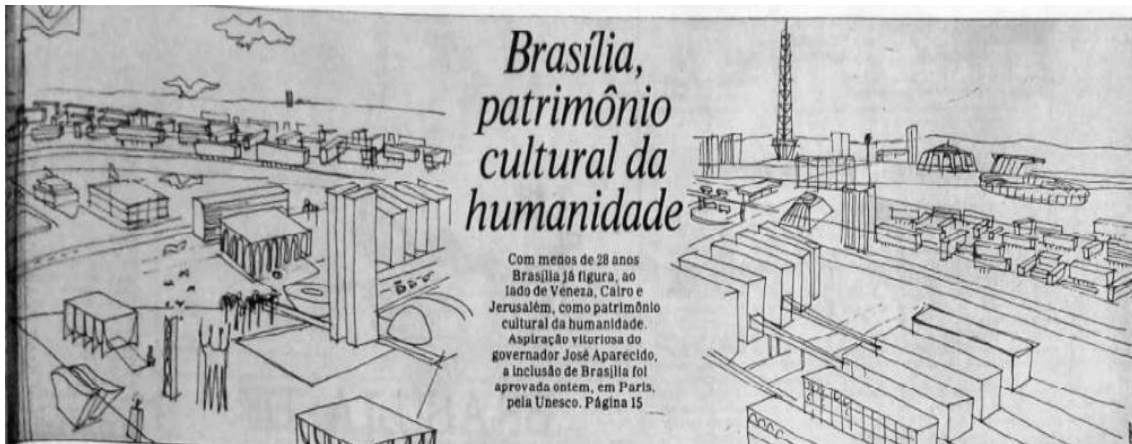 Brasília,
patrimônio
cultural da
humanidade
Com menos de 28 anos
Brasília já figura, ao
lado de Veneza, Cairo e
Jerusalém, como patrimônio
cultural da humanidade.
Aspiração vitoriosa do
governador José Aparecido,
a inclusão de Brasília foi
aprovada ontem, em Paris,
pela Unesco. Página 15